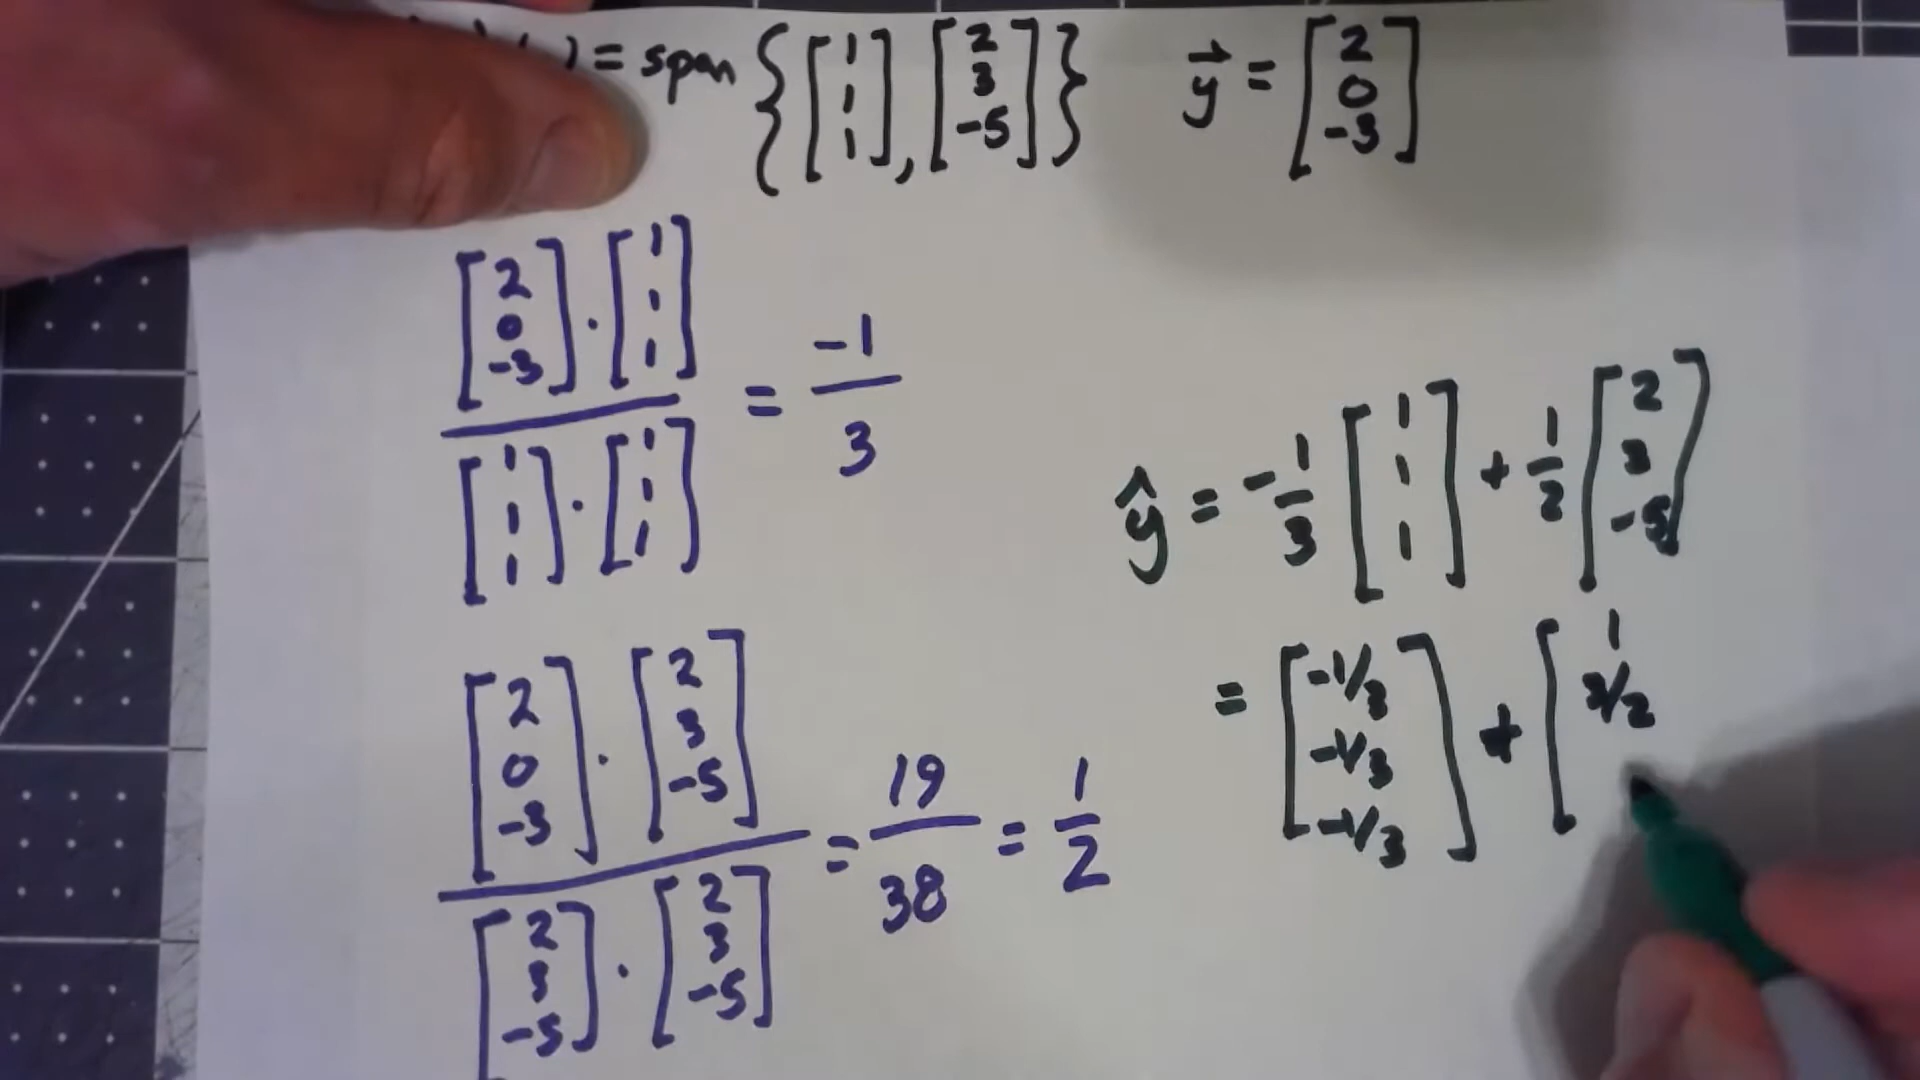 ) = span { [1 1 1], [2 3 -5] } y⃗ = [2 0 -3]
[2 0 -3] · [1 1 1] / [1 1 1] · [1 1 1] = -1/3
ŷ = -1/3 [1 1 1] + 1/2 [2 3 -5]
= [-1/3 -1/3 -1/3] + [1 3/2
[2 0 -3] · [2 3 -5] / [2 3 -5] · [2 3 -5] = 19/38 = 1/2